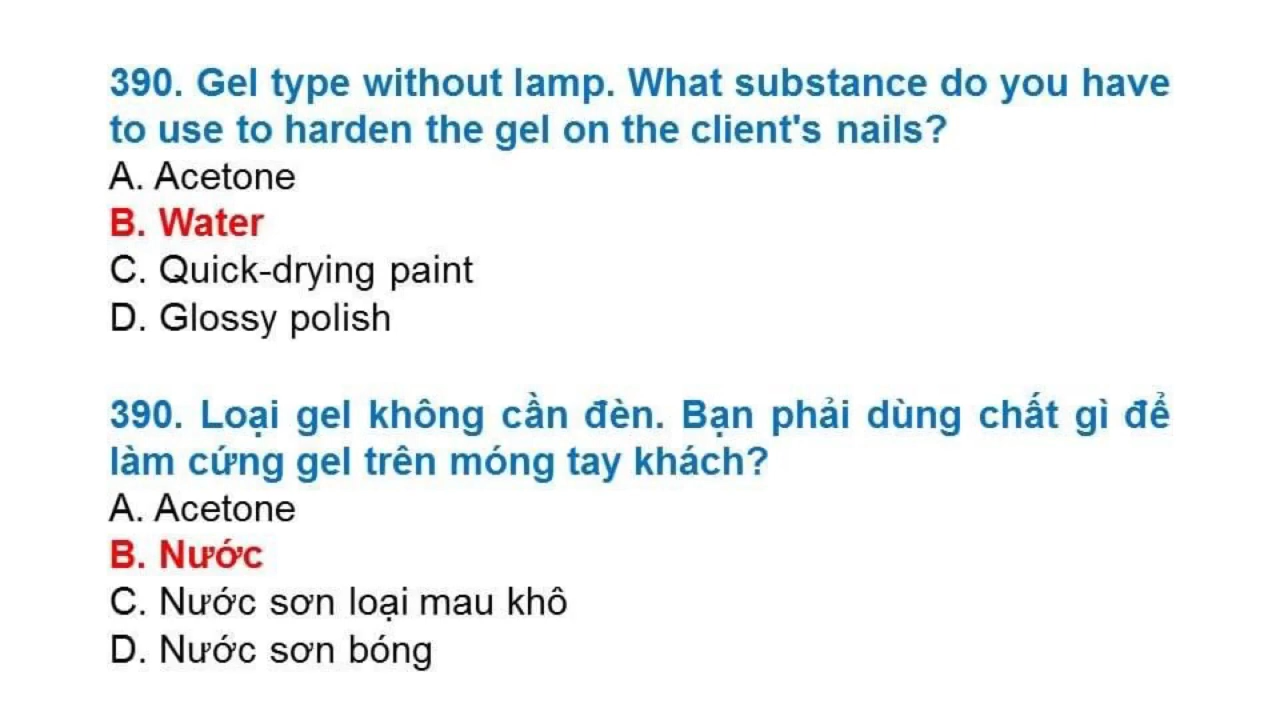 390. Gel type without lamp. What substance do you have
to use to harden the gel on the client's nails?
A. Acetone
B. Water
C. Quick-drying paint
D. Glossy polish
390. Loại gel không cần đèn. Bạn phải dùng chất gì để
làm cứng gel trên móng tay khách?
A. Acetone
B. Nước
C. Nước sơn loại mau khô
D. Nước sơn bóng